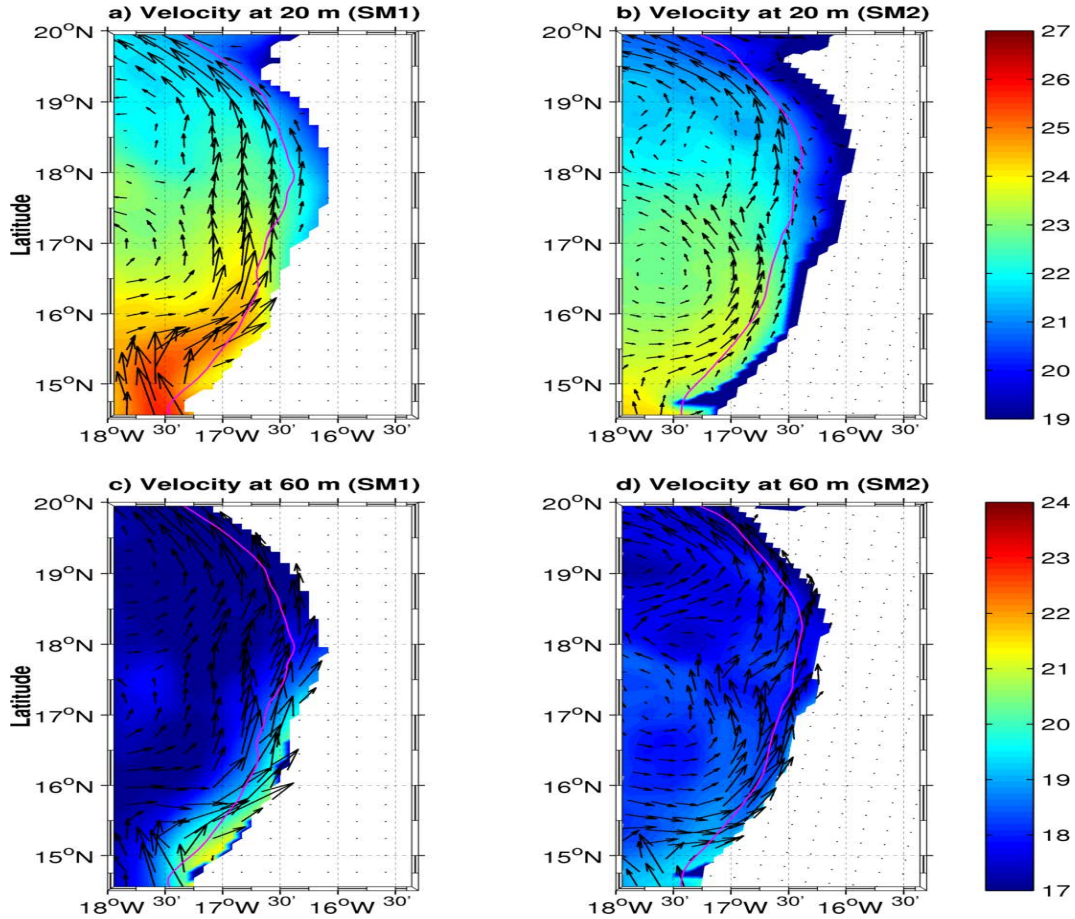 a) Velocity at 20 m (SM1)
b) Velocity at 20 m (SM2)
20°N
19°N
18°N
17°N
16°N
15°N
Latitude
18°W 30' 17°W 30' 16°W 30'
20°N
19°N
18°N
17°N
16°N
15°N
18°W 30' 17°W 30' 16°W 30'
27
26
25
24
23
22
21
20
19
c) Velocity at 60 m (SM1)
d) Velocity at 60 m (SM2)
20°N
19°N
18°N
17°N
16°N
15°N
Latitude
18°W 30' 17°W 30' 16°W 30'
20°N
19°N
18°N
17°N
16°N
15°N
18°W 30' 17°W 30' 16°W 30'
24
23
22
21
20
19
18
17